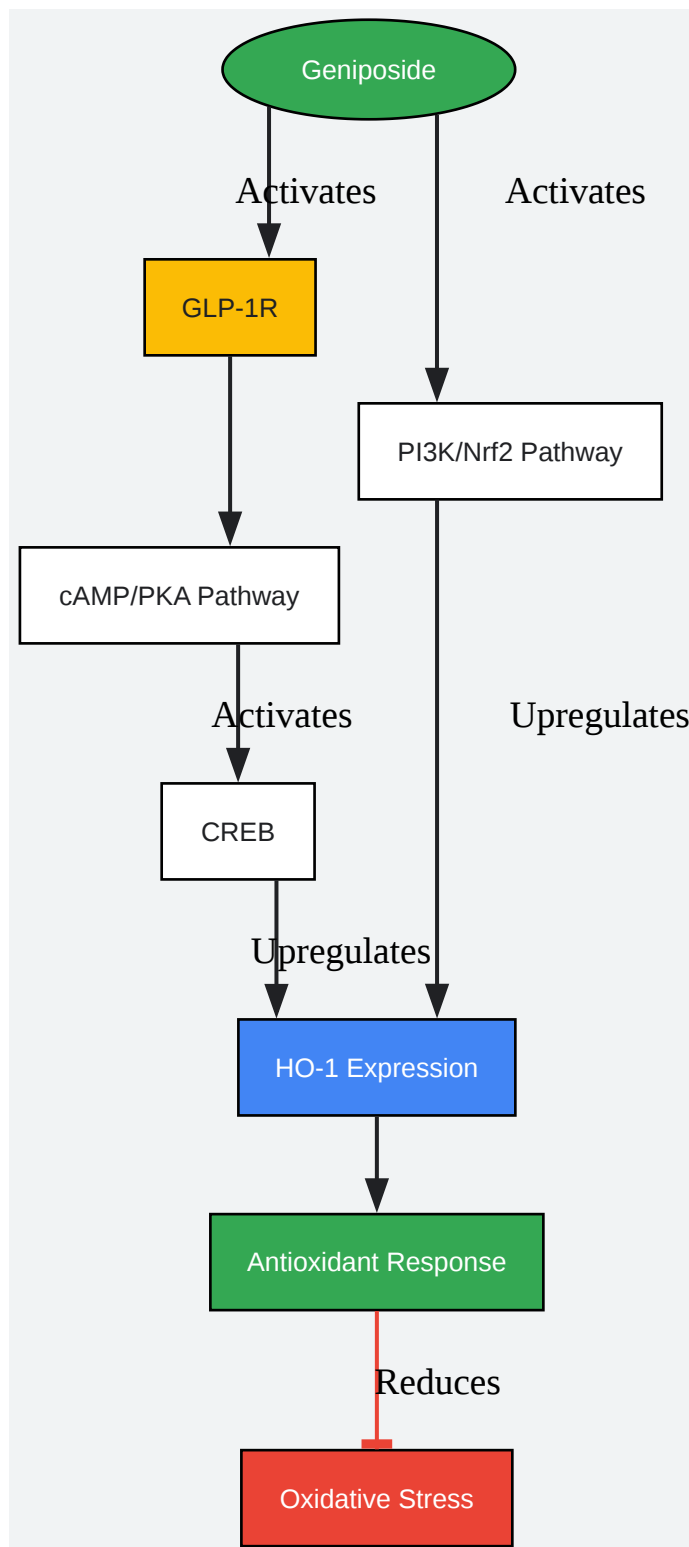 Geniposide
Activates
Activates
GLP-1R
PI3K/Nrf2 Pathway
cAMP/PKA Pathway
Activates
Upregulates
CREB
Upregulates
HO-1 Expression
Antioxidant Response
Reduces
Oxidative Stress